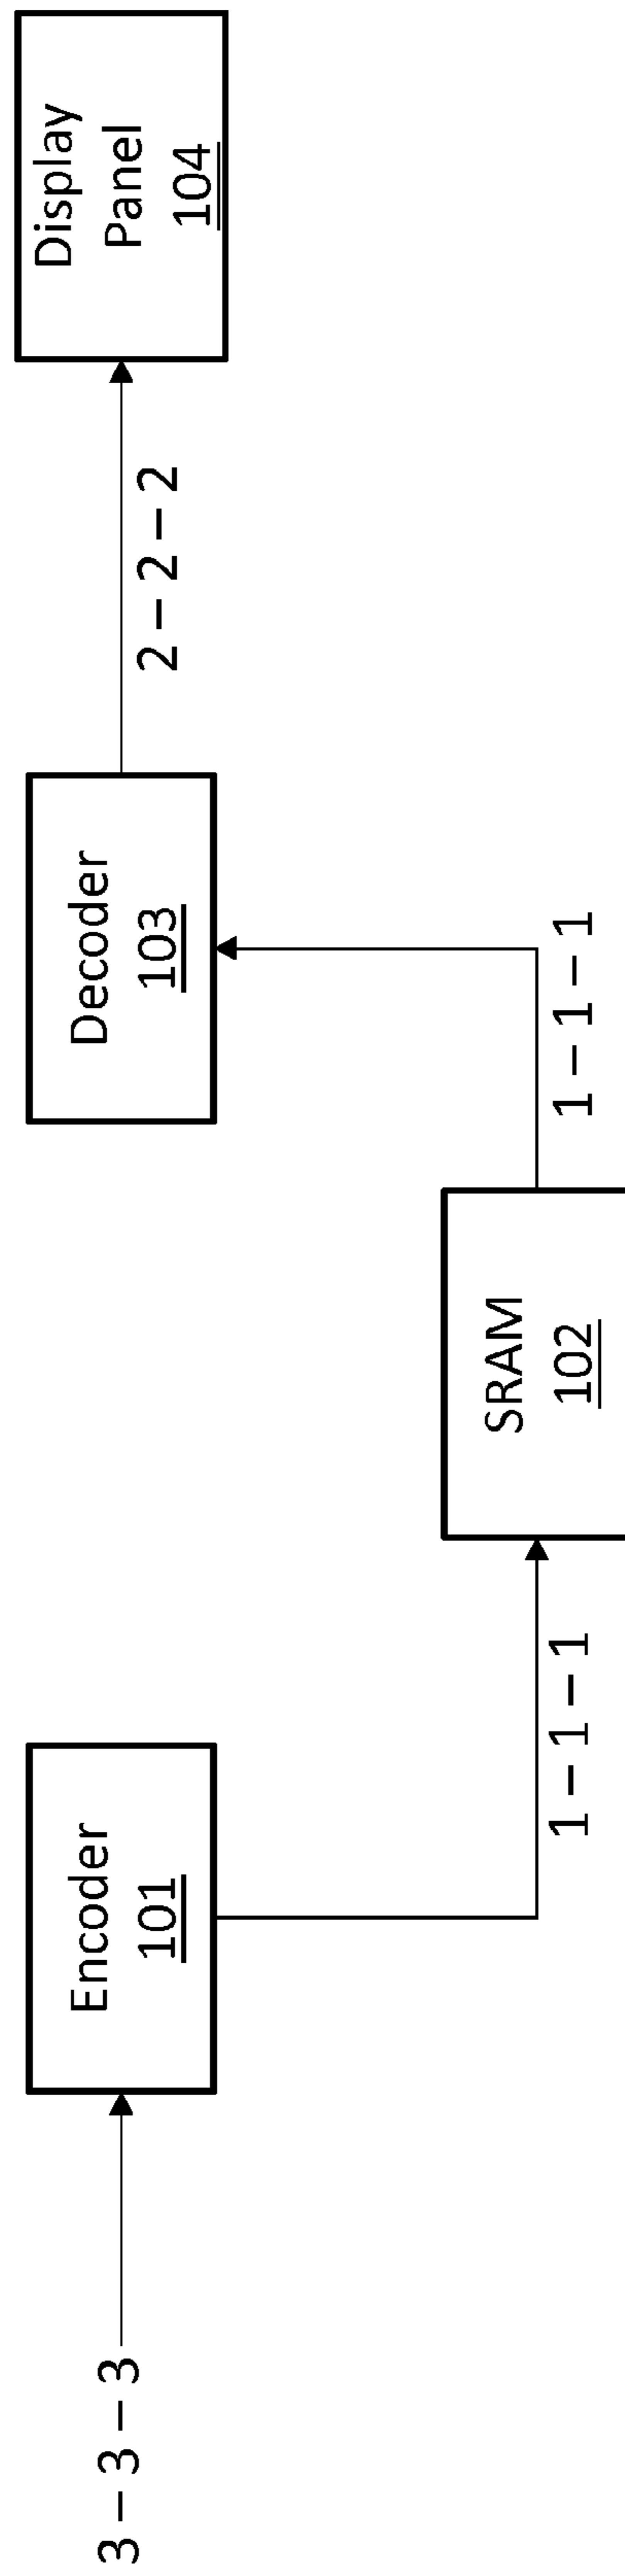 3 – 3 – 3
Encoder
101
1 – 1 – 1
SRAM
102
1 – 1 – 1
Decoder
103
2 – 2 – 2
Display
Panel
104